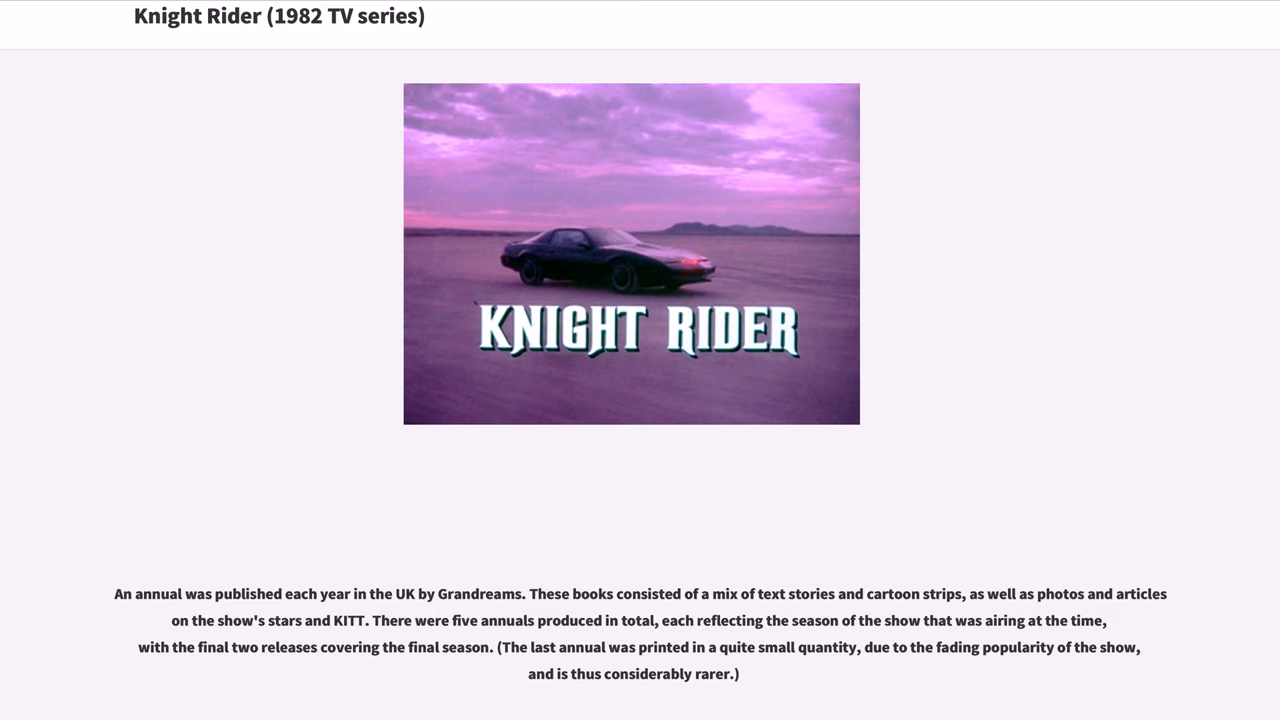 Knight Rider (1982 TV series)
KNIGHT RIDER
An annual was published each year in the UK by Grandreams. These books consisted of a mix of text stories and cartoon strips, as well as photos and articles
on the show's stars and KITT. There were five annuals produced in total, each reflecting the season of the show that was airing at the time,
with the final two releases covering the final season. (The last annual was printed in a quite small quantity, due to the fading popularity of the show,
and is thus considerably rarer.)